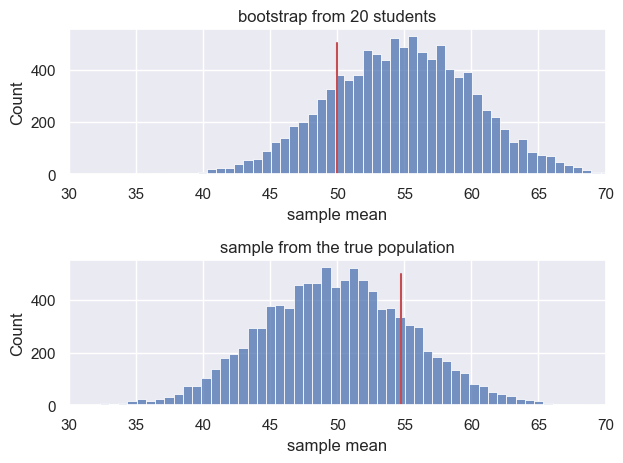 bootstrap from 20 students
400
200
0
Count
30 35 40 45 50 55 60 65 70
sample mean
sample from the true population
400
200
0
Count
30 35 40 45 50 55 60 65 70
sample mean